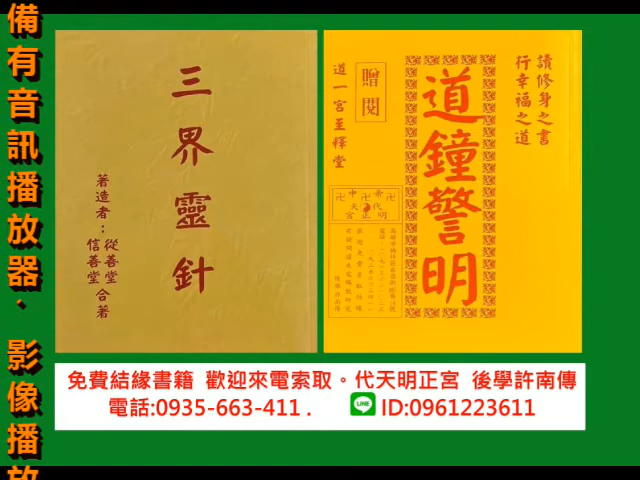 備有音訊播放器．影像播放
三界靈針
著造者：從善堂
信善堂 合著
讀修身之書
行幸福之道
道鐘警明
贈閱
道一宮至釋堂
免費結緣書籍 歡迎來電索取。代天明正宮 後學許南傳
電話:0935-663-411 . LINE ID:0961223611